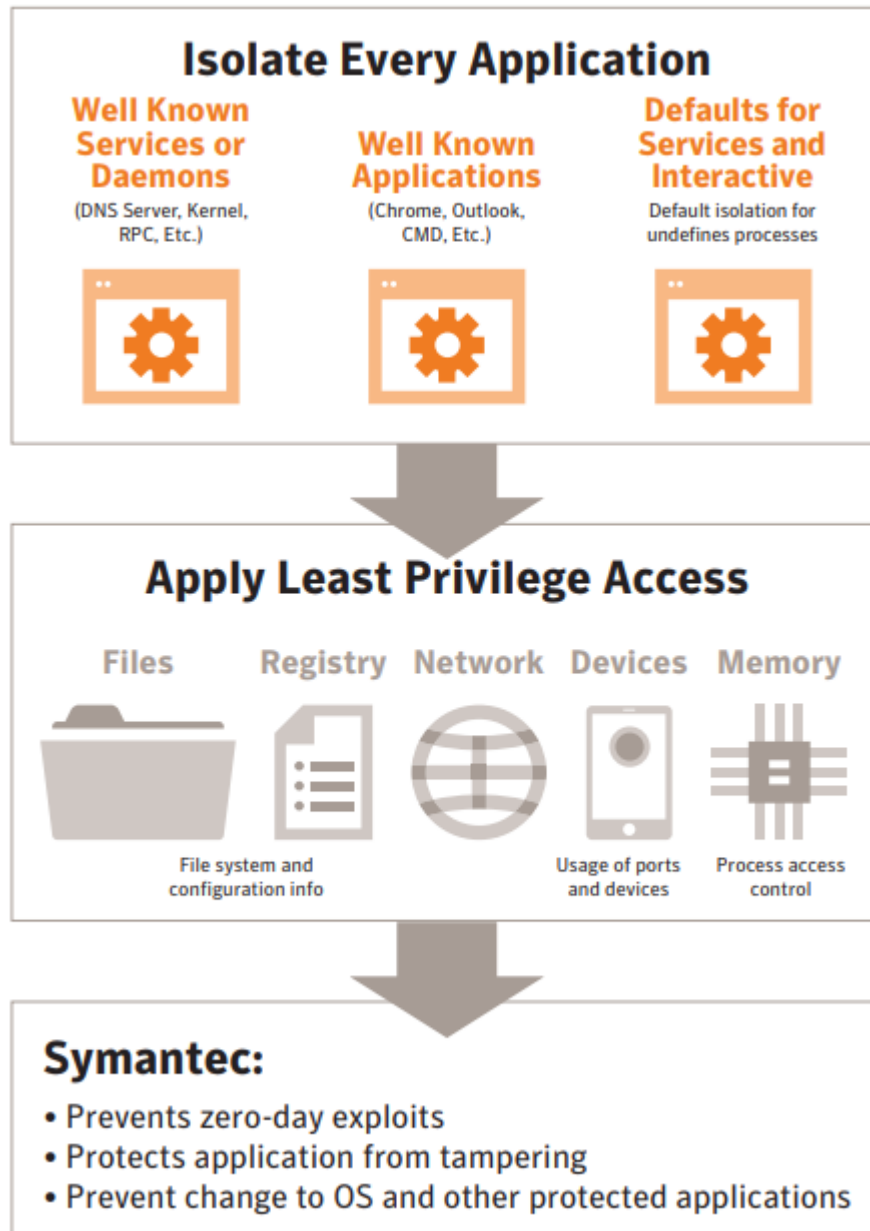 Isolate Every Application
Well Known
Services or
Daemons
(DNS Server, Kernel,
RPC, Etc.)
Well Known
Applications
(Chrome, Outlook,
CMD, Etc.)
Defaults for
Services and
Interactive
Default isolation for
undefines processes
Apply Least Privilege Access
Files
Registry
Network
Devices
Memory
File system and
configuration info
Usage of ports
and devices
Process access
control
Symantec:
• Prevents zero-day exploits
• Protects application from tampering
• Prevent change to OS and other protected applications